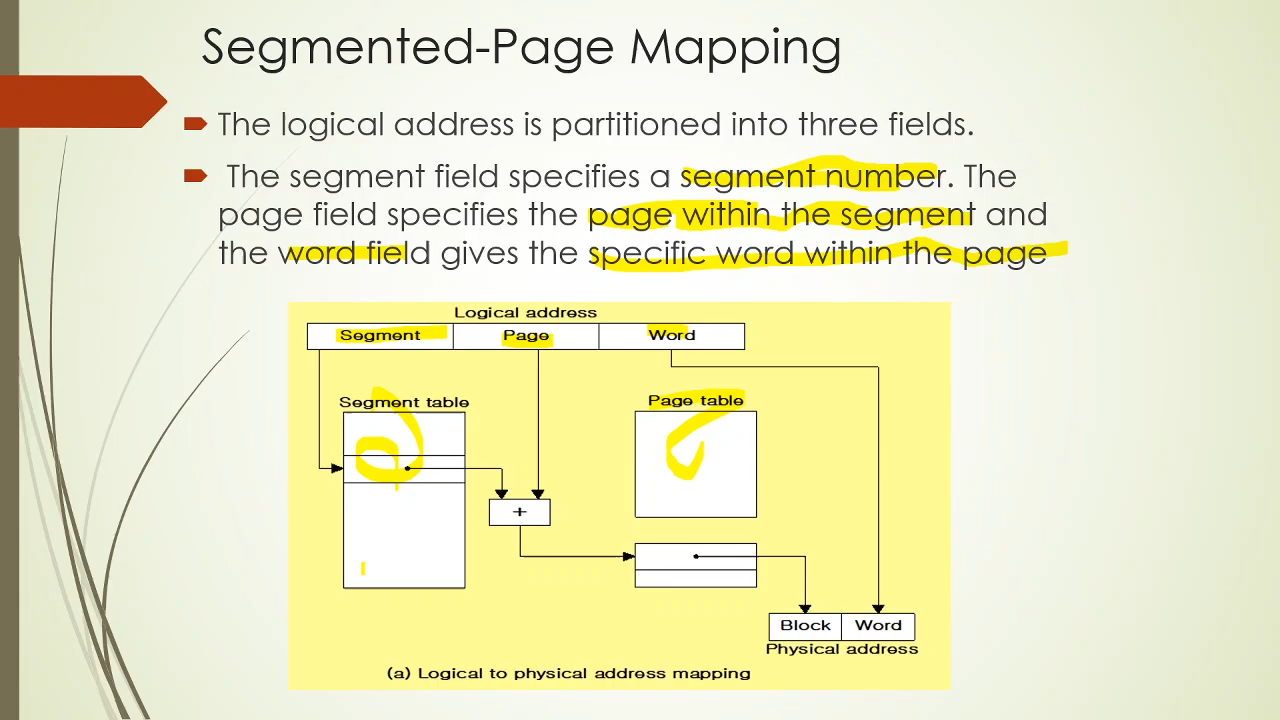 Segmented-Page Mapping
The logical address is partitioned into three fields.
The segment field specifies a segment number. The
page field specifies the page within the segment and
the word field gives the specific word within the page
Logical address
Segment Page Word
Segment table
Page table
+
Block Word
Physical address
(a) Logical to physical address mapping